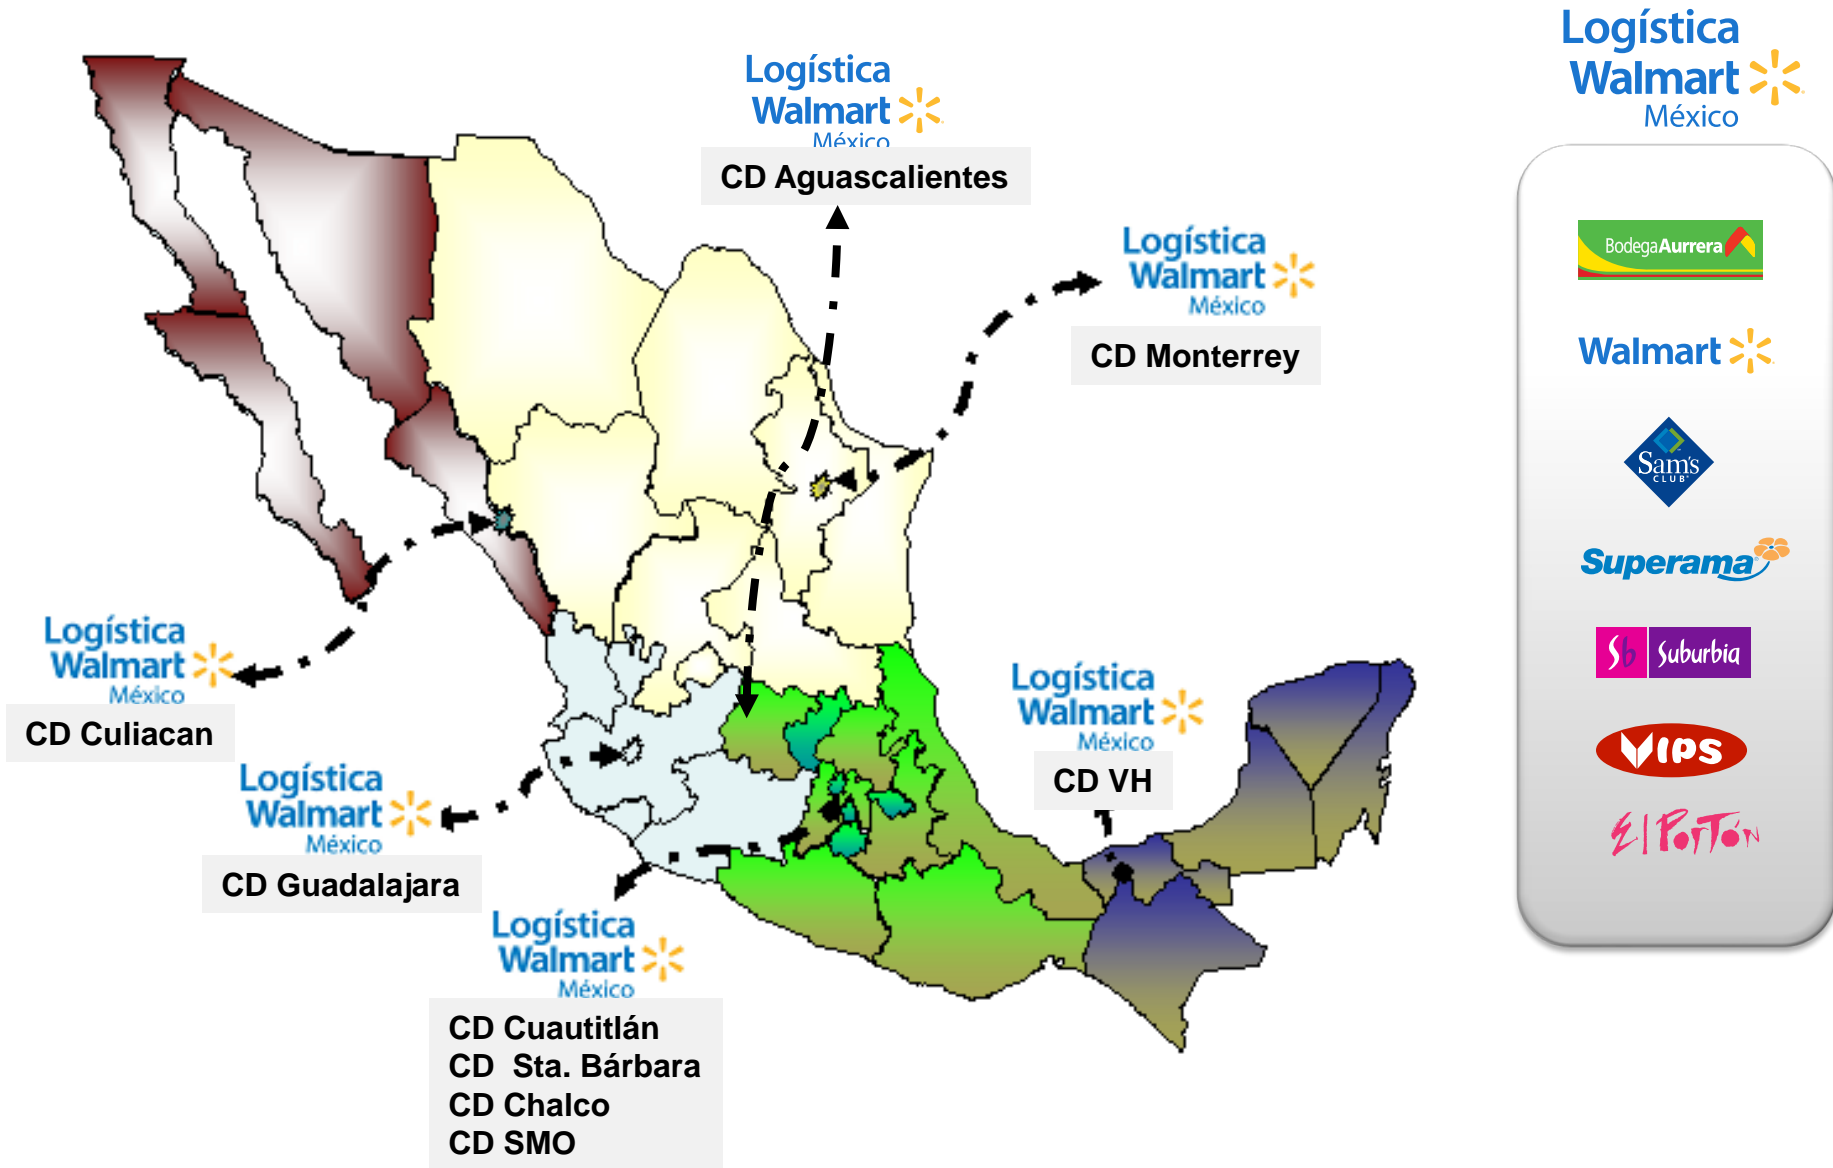 Logística
Walmart
México
CD Aguascalientes
Logística
Walmart
México
CD Monterrey
Logística
Walmart
México
CD Culiacan
Logística
Walmart
México
CD Guadalajara
Logística
Walmart
México
CD VH
Logística
Walmart
México
CD Cuautitlán
CD Sta. Bárbara
CD Chalco
CD SMO
Logística
Walmart
México
Bodega Aurrera
Walmart
Sam's
CLUB
Superama
Sb Suburbia
VIPS
El Portón